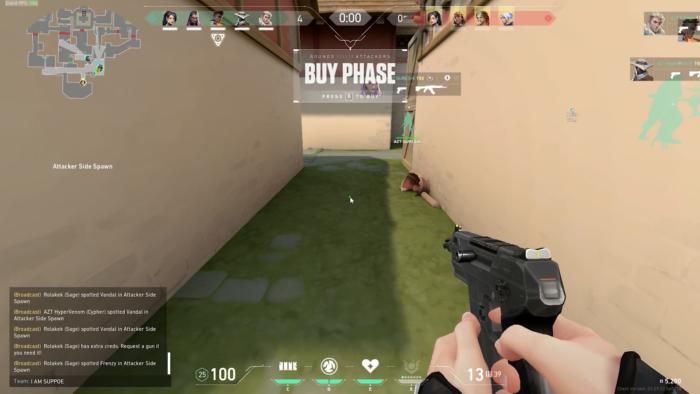 4
0:00
0
ROUNDS
ATTACKERS
BUY PHASE
PRESS B TO BUY
Attacker Side Spawn
(Broadcast) Rolakek (Sage) spotted Vandal in Attacker Side
Spawn
(Broadcast) AZT HyperVenom (Cypher) spotted Vandal in
Attacker Side Spawn
(Broadcast) Rolakek (Sage) spotted Vandal in Attacker Side
Spawn
(Broadcast) Rolakek (Sage) has extra creds. Request a gun if
you need it!
(Broadcast) Rolakek (Sage) spotted Frenzy in Attacker Side
Spawn
Team: I AM SUPPOE
25 100
C
Q
E
X
13 39
5,200